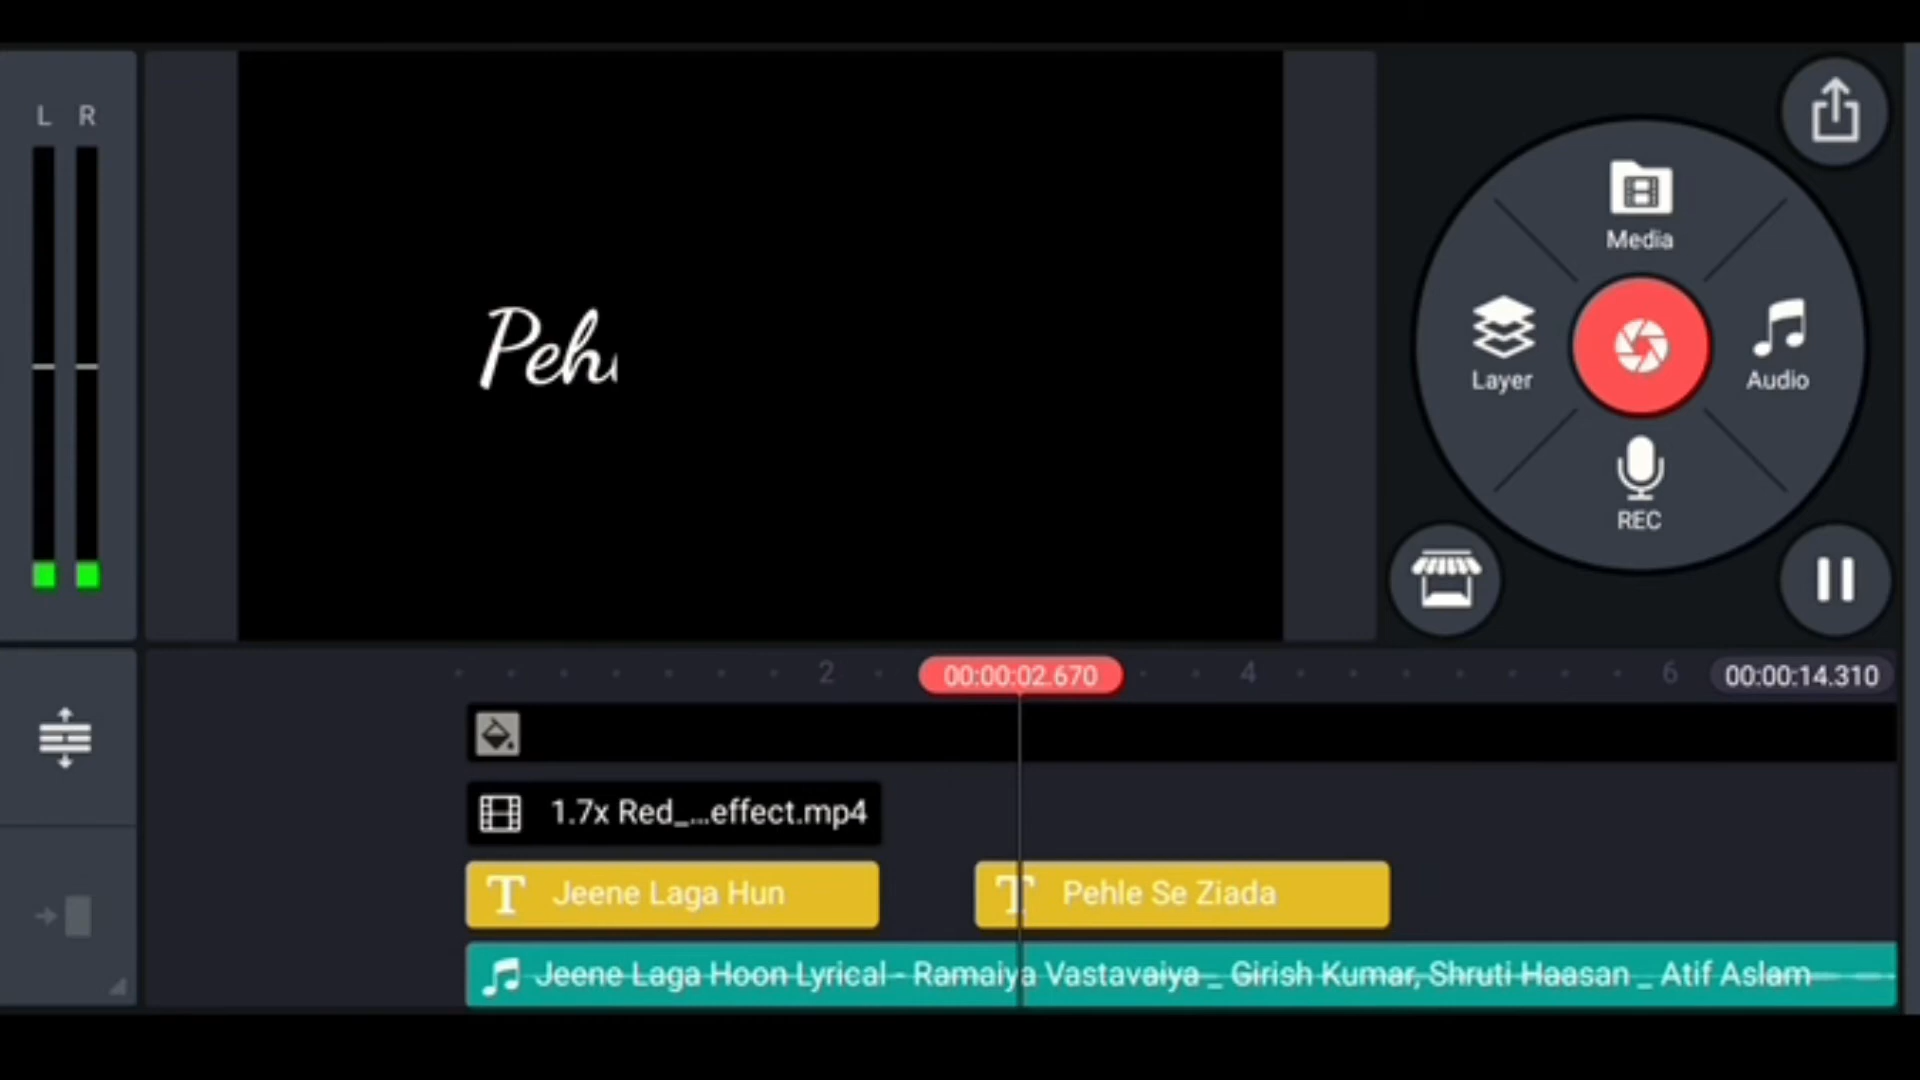 L R
Media
Peh
Layer
Audio
REC
2
00:00:02.670
4
6
00:00:14.310
1.7x Red_...effect.mp4
T Jeene Laga Hun
T Pehle Se Ziada
Jeene Laga Hoon Lyrical - Ramaiya Vastavaiya _ Girish Kumar, Shruti Haasan _ Atif Aslam